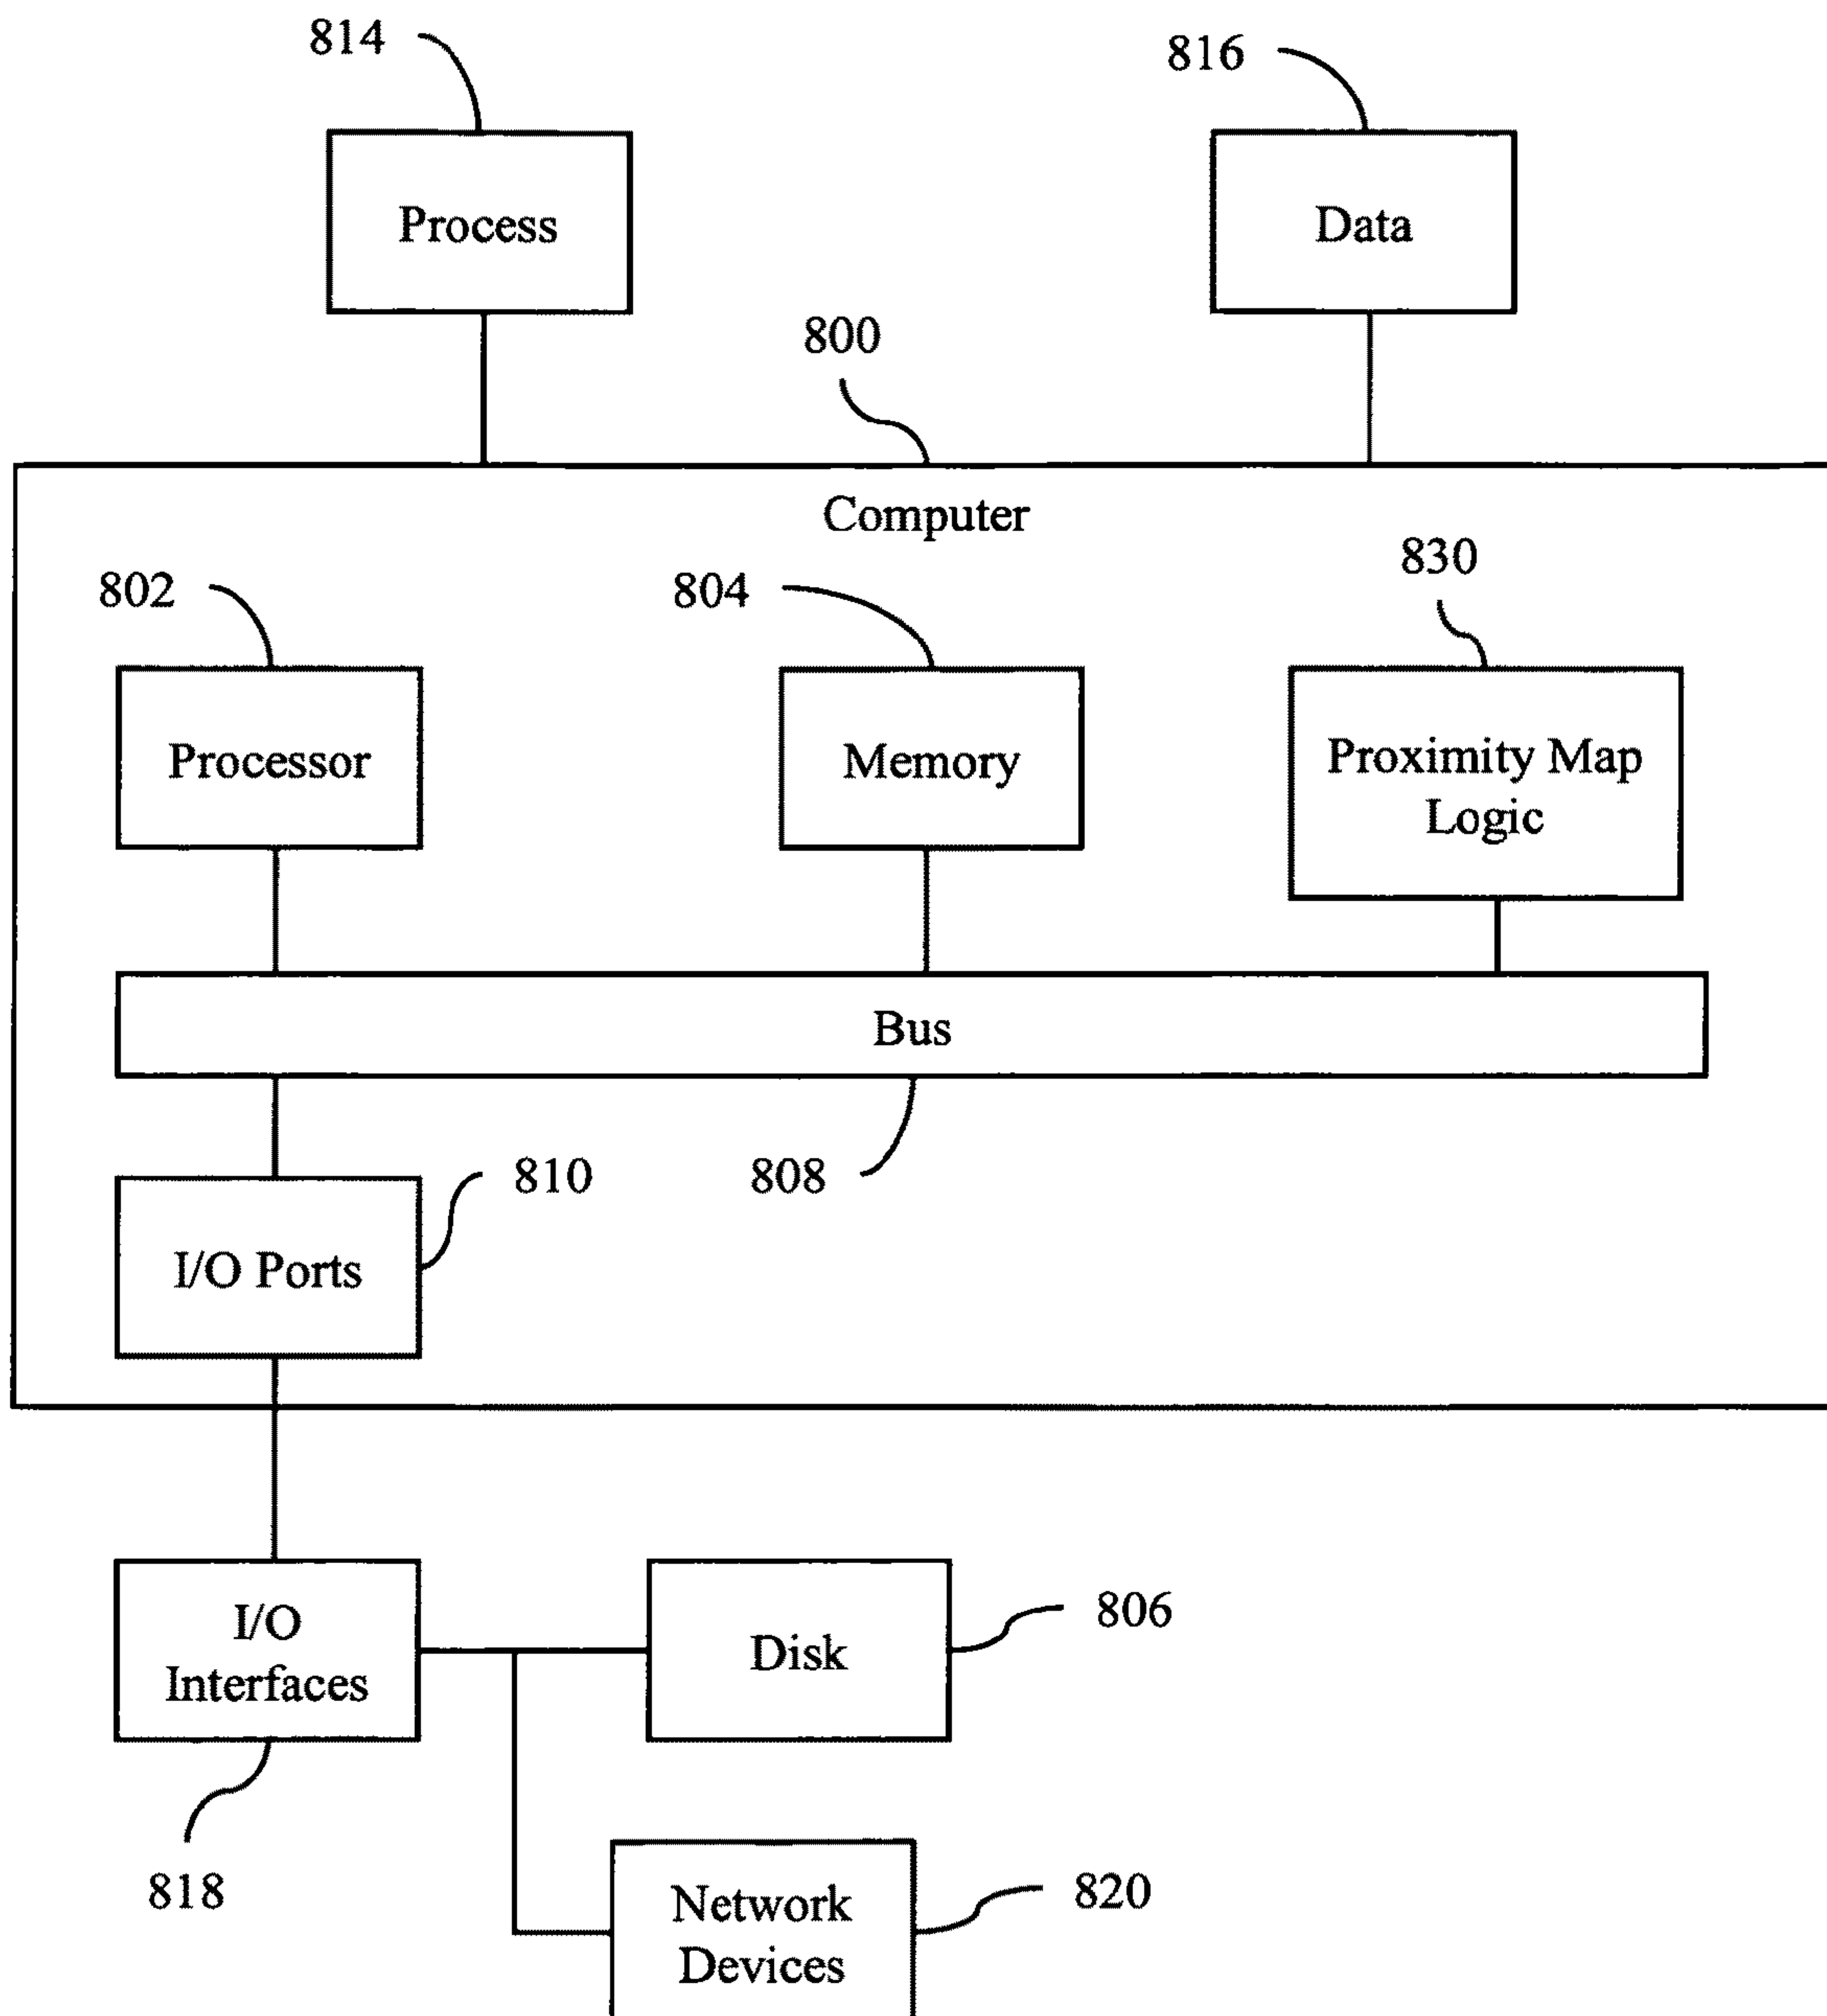 814
816
Process
Data
800
Computer
830
802
804
Processor
Memory
Proximity Map
Logic
Bus
810
808
I/O Ports
I/O
Interfaces
Disk
806
818
Network
Devices
820